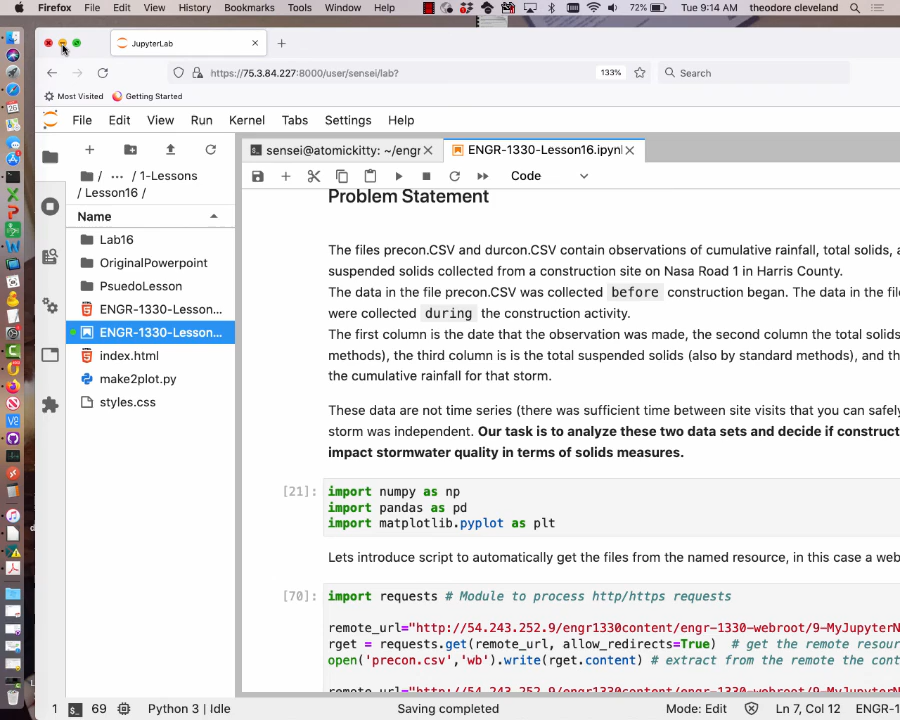 Firefox File Edit View History Bookmarks Tools Window Help 72% Tue 9:14 AM theodore cleveland
JupyterLab
https://75.3.84.227:8000/user/sensei/lab? 133% Search
Most Visited Getting Started
File Edit View Run Kernel Tabs Settings Help
sensei@atomickitty: ~/engr ENGR-1330-Lesson16.ipynl
/ ... / 1-Lessons
/ Lesson16 /
Code
Name
Lab16
OriginalPowerpoint
PsuedoLesson
ENGR-1330-Lesson...
ENGR-1330-Lesson...
index.html
make2plot.py
styles.css
Problem Statement
The files precon.CSV and durcon.CSV contain observations of cumulative rainfall, total solids, a
suspended solids collected from a construction site on Nasa Road 1 in Harris County.
The data in the file precon.CSV was collected before construction began. The data in the file
were collected during the construction activity.
The first column is the date that the observation was made, the second column the total solids
methods), the third column is is the total suspended solids (also by standard methods), and th
the cumulative rainfall for that storm.
These data are not time series (there was sufficient time between site visits that you can safely
storm was independent. Our task is to analyze these two data sets and decide if construct
impact stormwater quality in terms of solids measures.
[21]: import numpy as np
import pandas as pd
import matplotlib.pyplot as plt
Lets introduce script to automatically get the files from the named resource, in this case a web
[70]: import requests # Module to process http/https requests
remote_url="http://54.243.252.9/engr1330content/engr-1330-webroot/9-MyJupyterN
rget = requests.get(remote_url, allow_redirects=True) # get the remote resour
open('precon.csv','wb').write(rget.content) # extract from the remote the cont
remote_url="http://54.243.252.9/engr1330content/engr-1330-webroot/9-MyJupyterN
1 69 Python 3 | Idle Saving completed Mode: Edit Ln 7, Col 12 ENGR-1